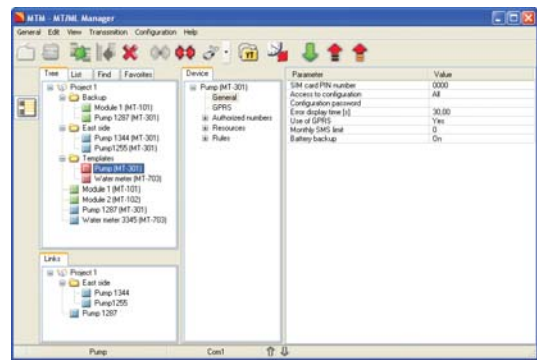 MTM - MT/ML Manager
General Edit View Transmission Configuration Help
Tree List Find Favorites
Project 1
Backup
Module 1 (MT-101)
Pump 1287 (MT-301)
East side
Pump 1344 (MT-301)
Pump1255 (MT-301)
Templates
Pump (MT-301)
Water meter (MT-703)
Module 1 (MT-101)
Module 2 (MT-102)
Pump 1287 (MT-301)
Water meter 3345 (MT-703)
Links
Project 1
East side
Pump 1344
Pump1255
Pump 1287
Device
Pump (MT-301)
General
GPRS
Authorized numbers
Resources
Rules
Parameter Value
SIM card PIN number 0000
Access to configuration All
Configuration password
Error display time [s] 30,00
Use of GPRS Yes
Monthly SMS limit 0
Battery backup On
Pump Com1